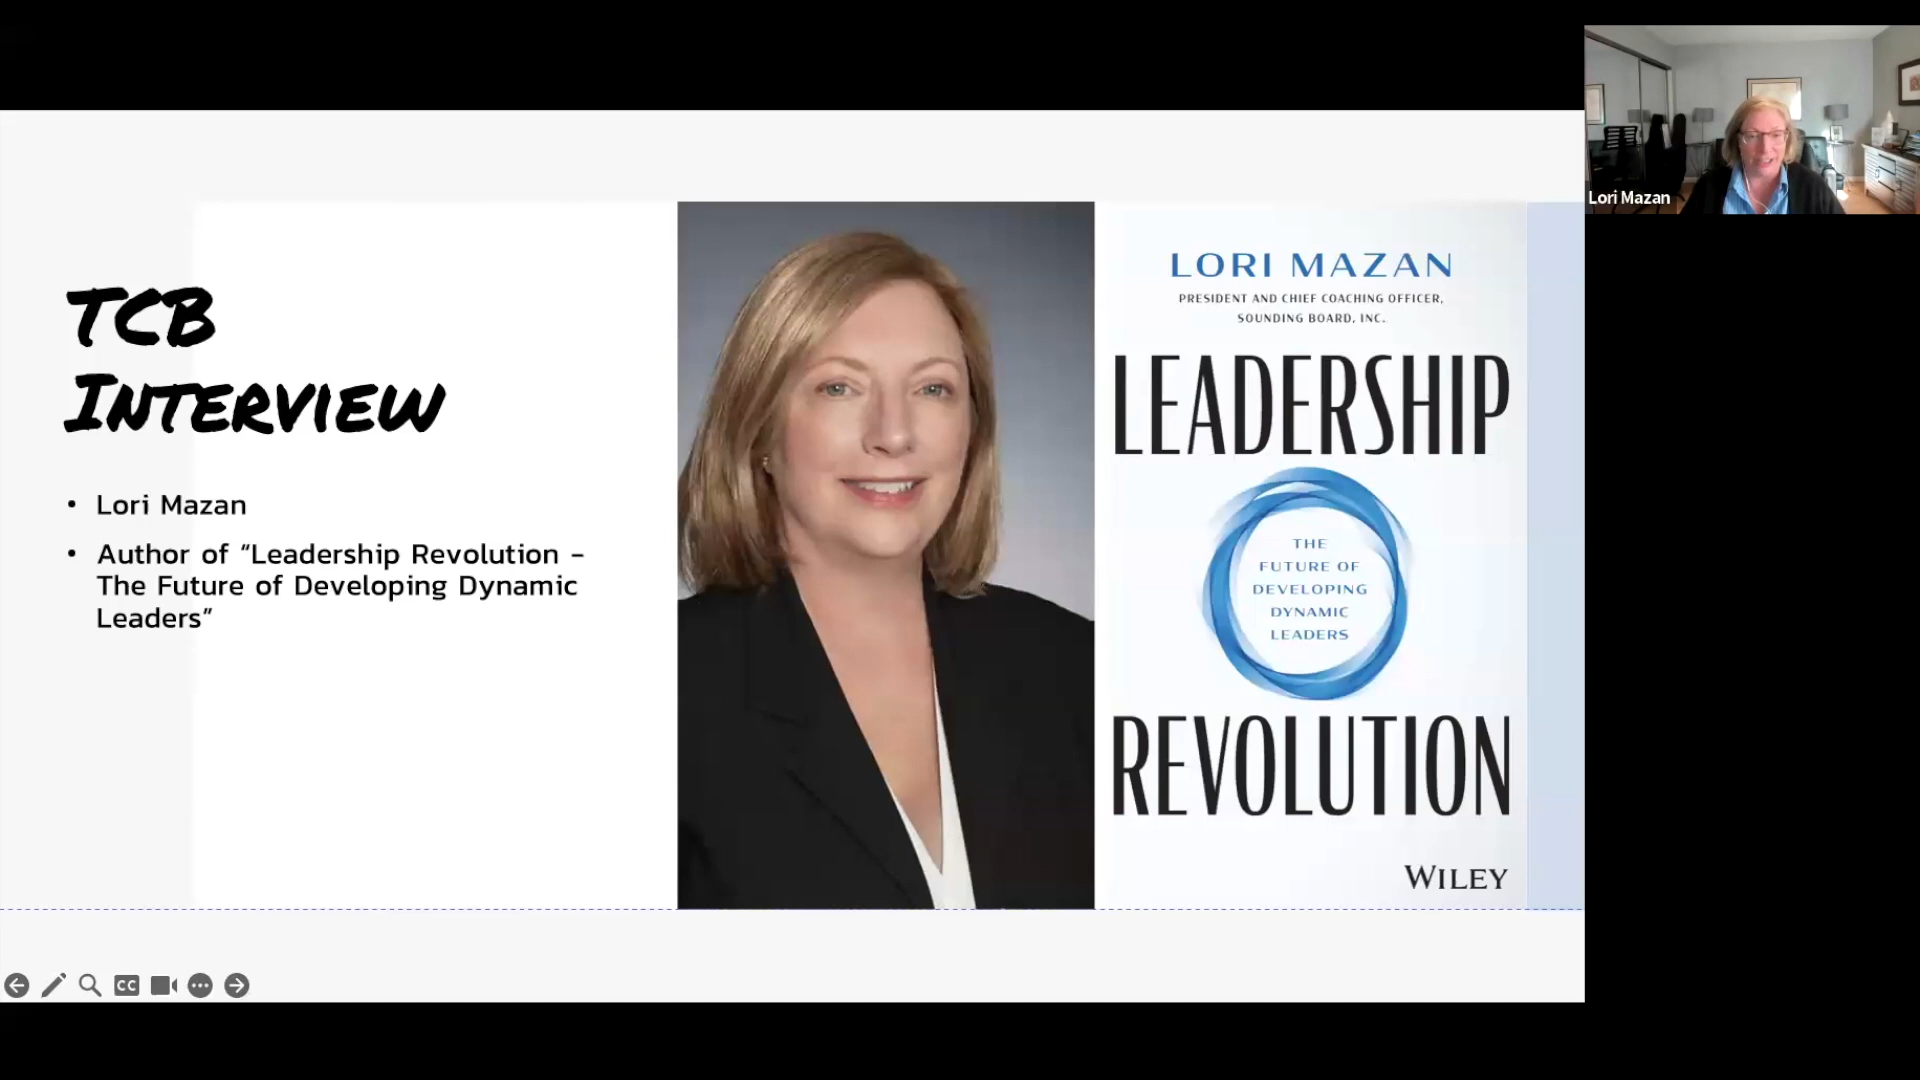 TCB
Interview
• Lori Mazan
• Author of “Leadership Revolution –
The Future of Developing Dynamic
Leaders”
LORI MAZAN
PRESIDENT AND CHIEF COACHING OFFICER,
SOUNDING BOARD, INC.
LEADERSHIP
THE
FUTURE OF
DEVELOPING
DYNAMIC
LEADERS
REVOLUTION
WILEY
Lori Mazan
CC